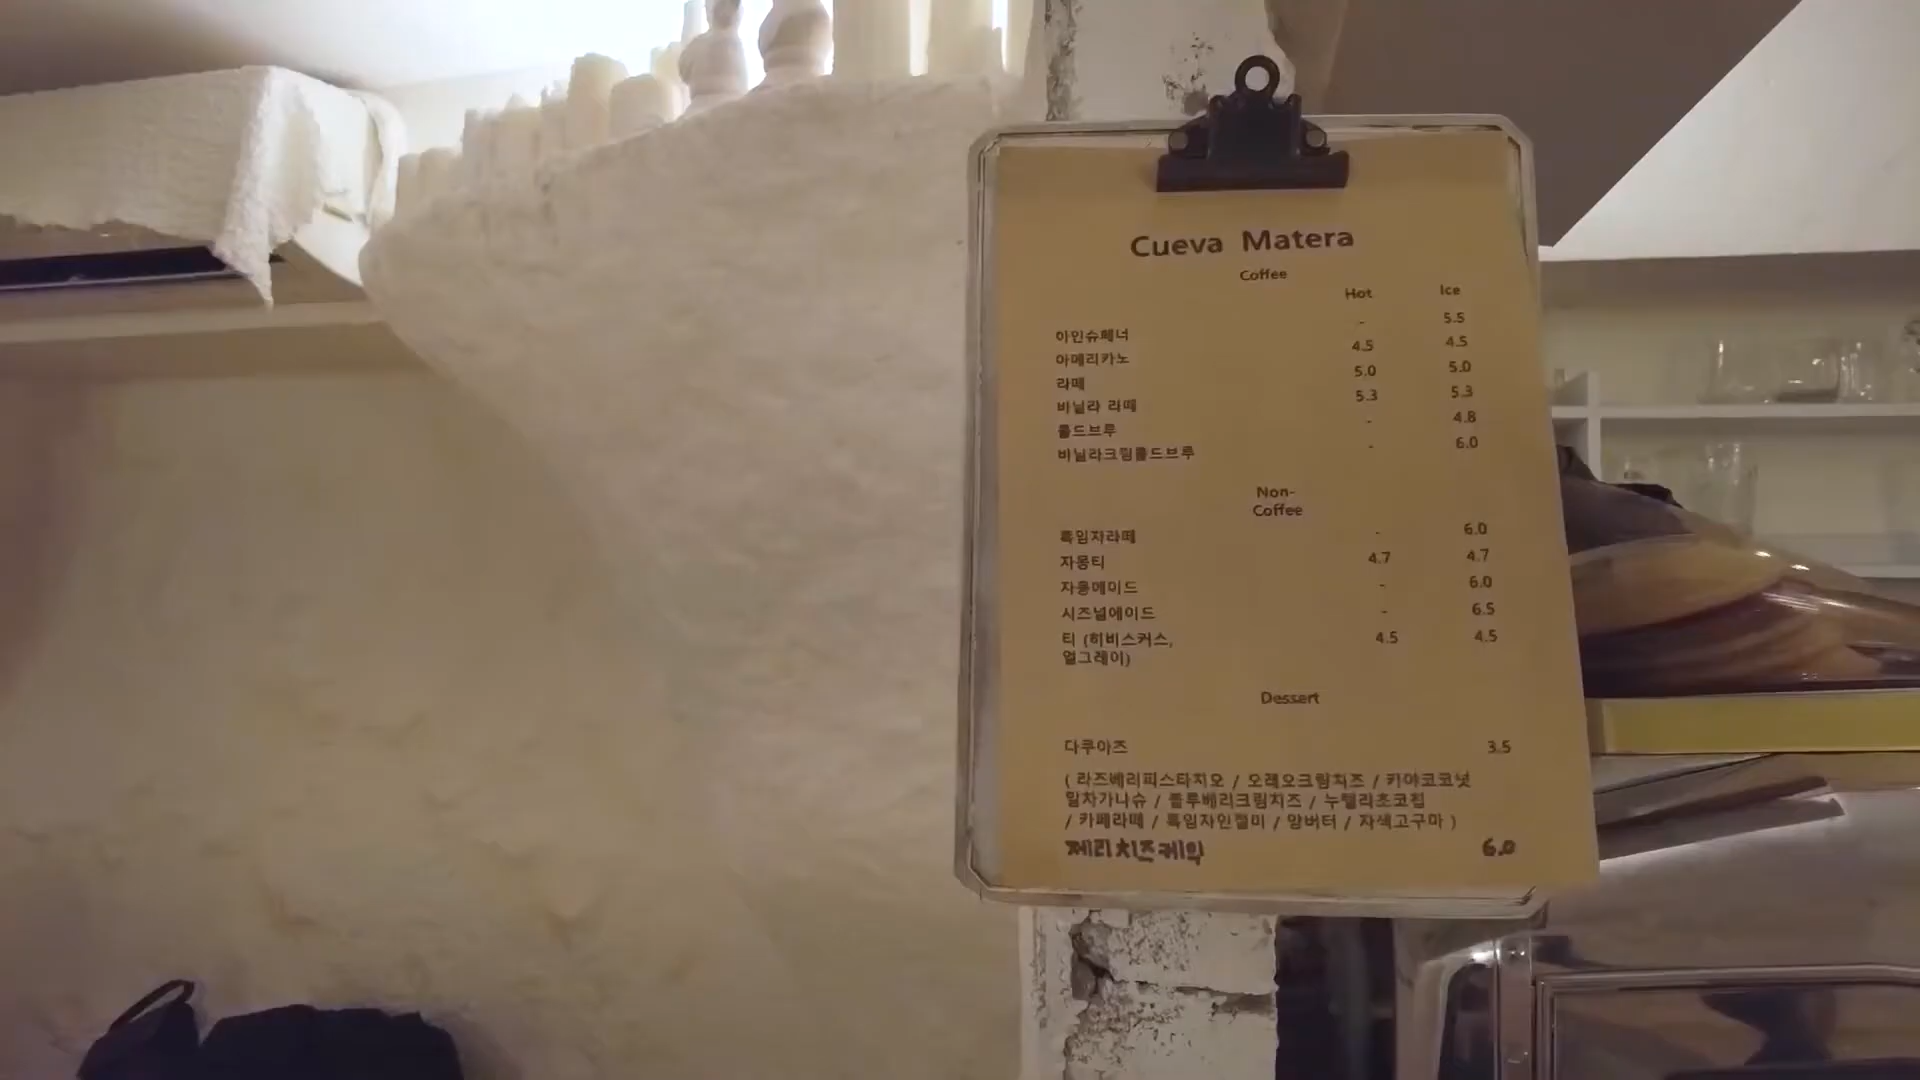 Cueva Matera
Coffee
Hot Ice
아인슈페너 - 5.5
아메리카노 4.5 4.5
라떼 5.0 5.0
바닐라 라떼 5.3 5.3
콜드브루 - 4.8
바닐라크림콜드브루 - 6.0
Non-
Coffee
흑임자라떼 - 6.0
자몽티 4.7 4.7
자몽에이드 - 6.0
시즈널에이드 - 6.5
티 (히비스커스, 4.5 4.5
얼그레이)
Dessert
다쿠아즈 3.5
( 라즈베리피스타치오 / 오레오크림치즈 / 카야코코넛
말차가나슈 / 블루베리크림치즈 / 누텔라초코칩
/ 카페라떼 / 흑임자인절미 / 앙버터 / 자색고구마 )
제리치즈케익 6.0